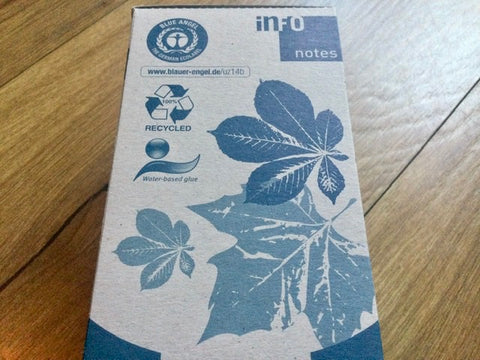 BLUE ANGEL
THE GERMAN ECOLABEL
www.blauer-engel.de/uz14b
100%
RECYCLED
Water-based glue
infO
notes